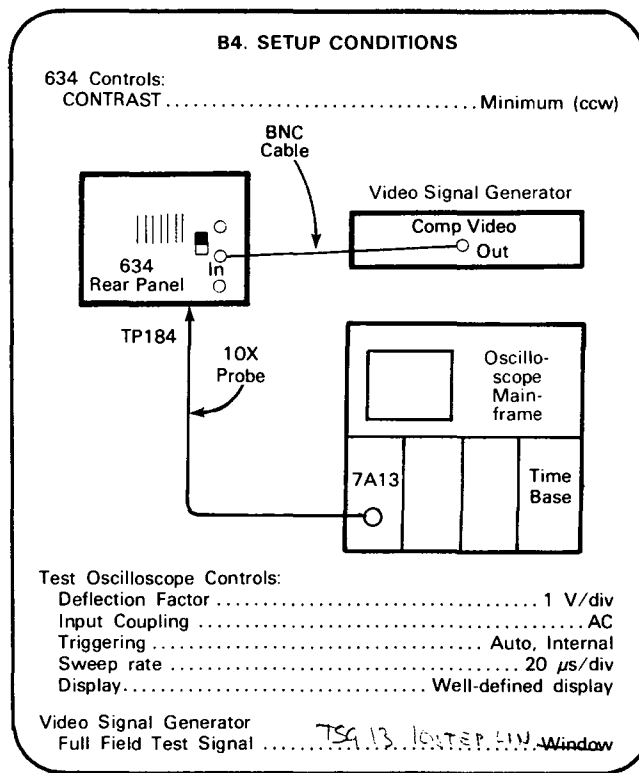 B4. SETUP CONDITIONS
634 Controls:
CONTRAST ................................ Minimum (ccw)
BNC
Cable
Video Signal Generator
Comp Video
Out
634
Rear Panel
In
TP184
10X
Probe
Oscillo-
scope
Main-
frame
7A13
Time
Base
Test Oscilloscope Controls:
Deflection Factor ................................ 1 V/div
Input Coupling ................................ AC
Triggering ................................ Auto, Internal
Sweep rate ................................ 20 μs/div
Display ................................ Well-defined display
Video Signal Generator
Full Field Test Signal ........ TSG 13 Window